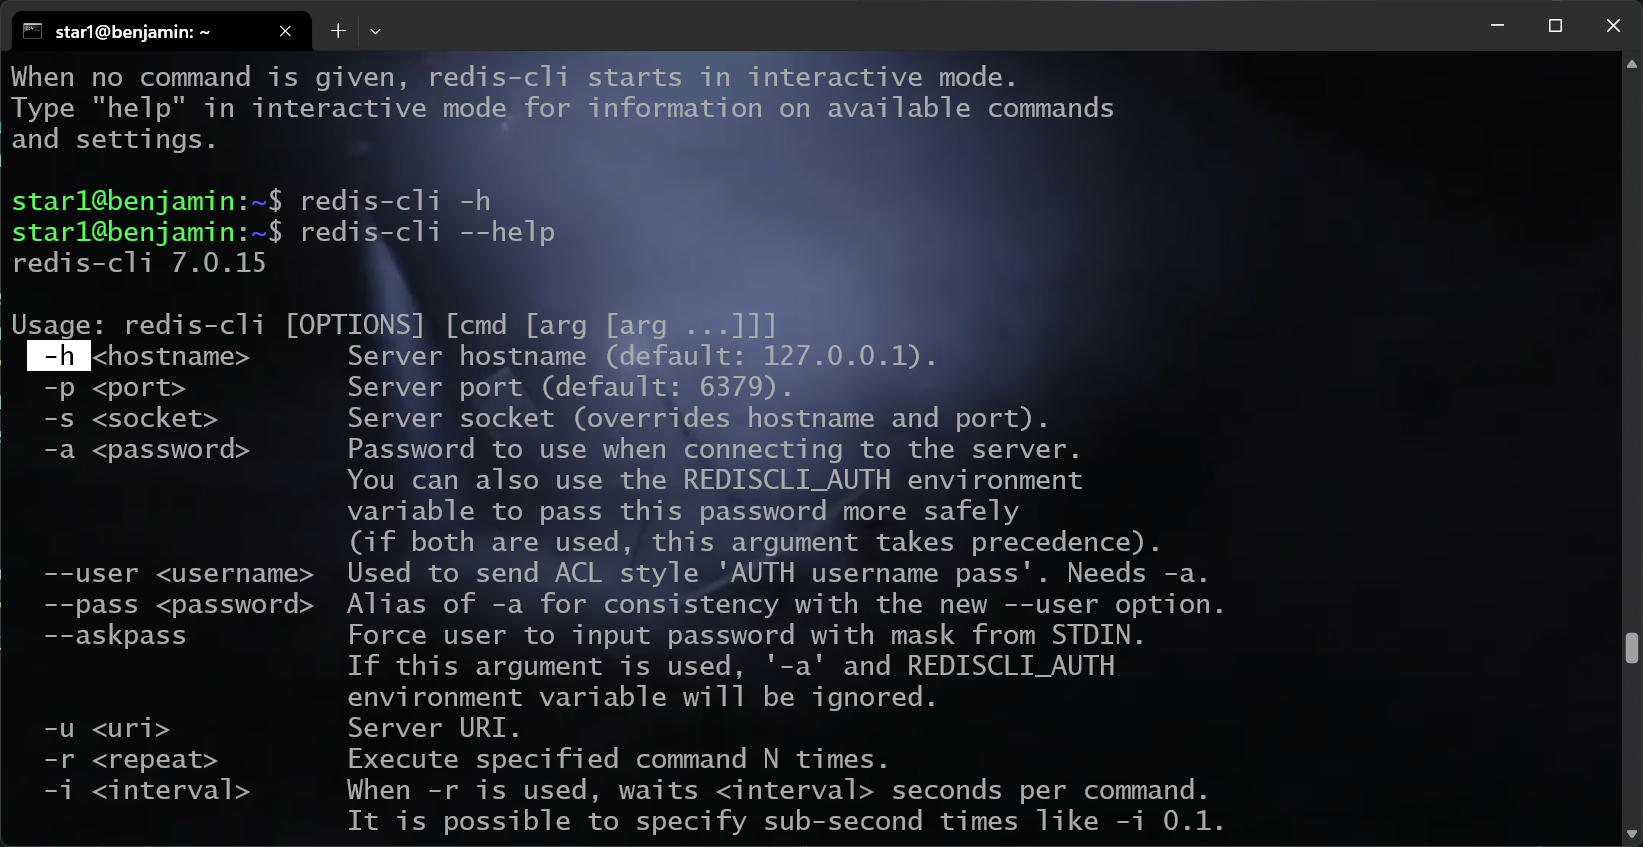 star1@benjamin: ~
When no command is given, redis-cli starts in interactive mode.
Type "help" in interactive mode for information on available commands
and settings.
star1@benjamin:~$ redis-cli -h
star1@benjamin:~$ redis-cli --help
redis-cli 7.0.15
Usage: redis-cli [OPTIONS] [cmd [arg [arg ...]]]
  -h <hostname>      Server hostname (default: 127.0.0.1).
  -p <port>          Server port (default: 6379).
  -s <socket>        Server socket (overrides hostname and port).
  -a <password>      Password to use when connecting to the server.
                     You can also use the REDISCLI_AUTH environment
                     variable to pass this password more safely
                     (if both are used, this argument takes precedence).
  --user <username>  Used to send ACL style 'AUTH username pass'. Needs -a.
  --pass <password>  Alias of -a for consistency with the new --user option.
  --askpass          Force user to input password with mask from STDIN.
                     If this argument is used, '-a' and REDISCLI_AUTH
                     environment variable will be ignored.
  -u <uri>           Server URI.
  -r <repeat>        Execute specified command N times.
  -i <interval>      When -r is used, waits <interval> seconds per command.
                     It is possible to specify sub-second times like -i 0.1.